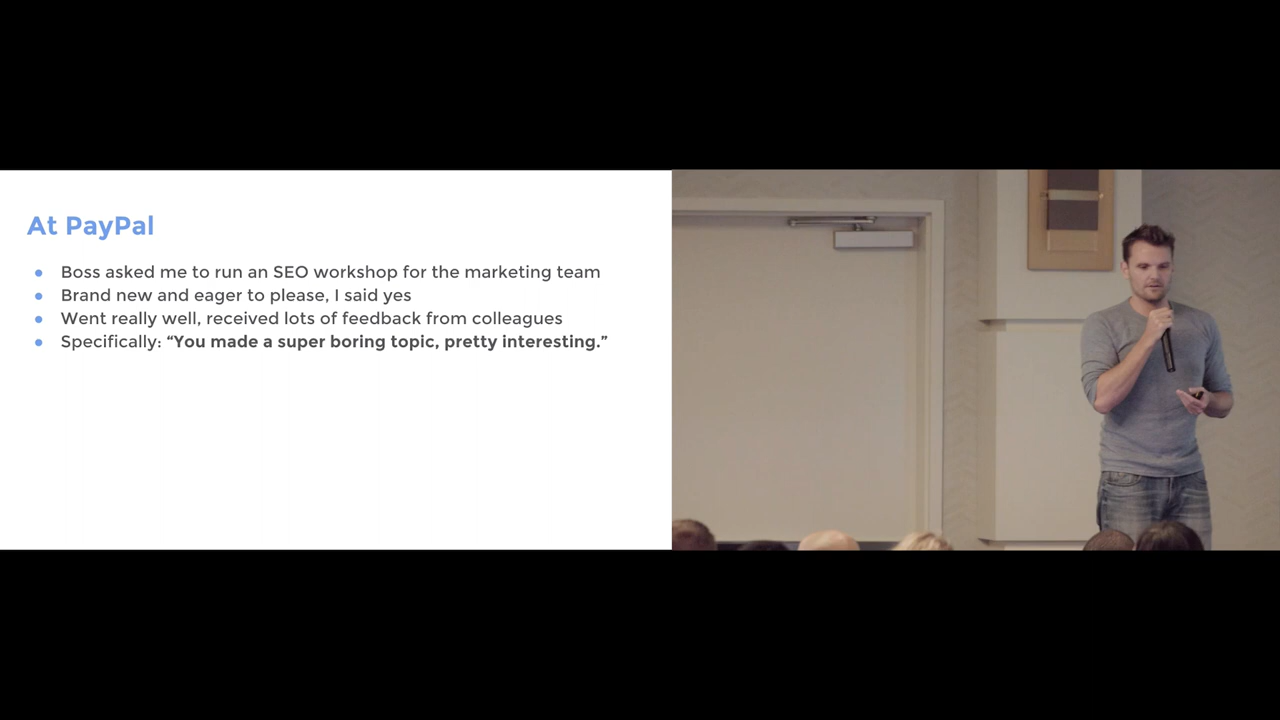 At PayPal
● Boss asked me to run an SEO workshop for the marketing team
● Brand new and eager to please, I said yes
● Went really well, received lots of feedback from colleagues
● Specifically: “You made a super boring topic, pretty interesting.”